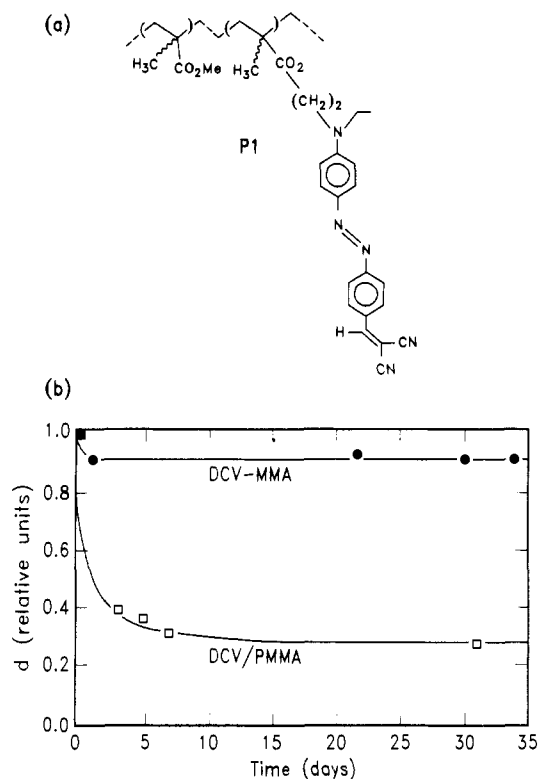 (a)
H₃C CO₂Me H₃C CO₂
(CH₂)₂
N
P1
N
N
H
CN
CN
(b)
1.0
DCV-MMA
0.8
0.6
d (relative units)
0.4
DCV/PMMA
0.2
0.0
0 5 10 15 20 25 30 35
Time (days)